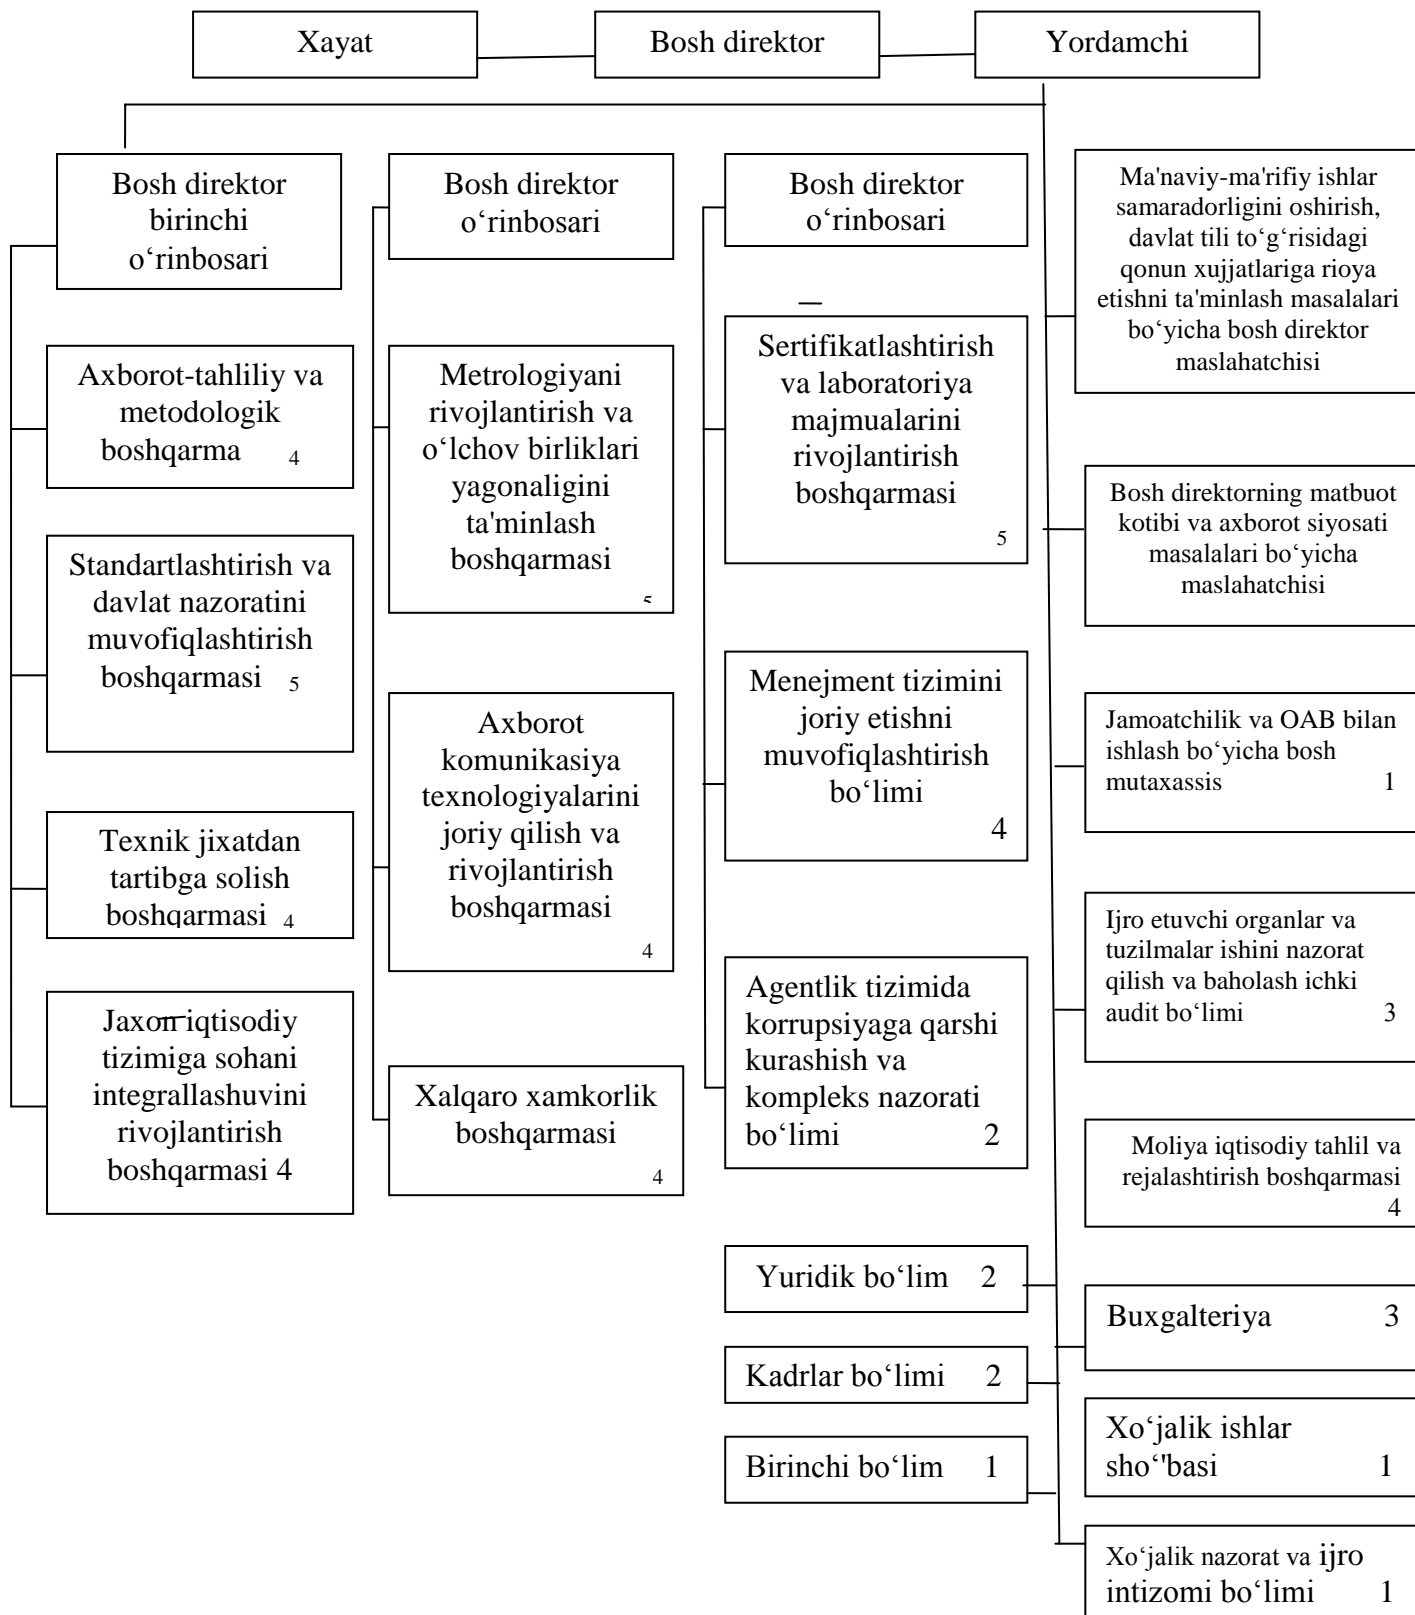 Xayat
Bosh direktor
Yordamchi
Bosh direktor
birinchi
o‘rinbosari
Axborot-tahliliy va
metodologik
boshqarma 4
Standartlashtirish va
davlat nazoratini
muvofiqlashtirish
boshqarmasi 5
Texnik jixatdan
tartibga solish
boshqarmasi 4
Jaxon iqtisodiy
tizimiga sohani
integrallashuvini
rivojlantirish
boshqarmasi 4
Bosh direktor
o‘rinbosari
Metrologiyani
rivojlantirish va
o‘lchov birliklari
yagonaligini
ta'minlash
boshqarmasi
5
Axborot
komunikasiya
texnologiyalarini
joriy qilish va
rivojlantirish
boshqarmasi
4
Xalqaro xamkorlik
boshqarmasi
4
Bosh direktor
o‘rinbosari
Sertifikatlashtirish
va laboratoriya
majmualarini
rivojlantirish
boshqarmasi
5
Menejment tizimini
joriy etishni
muvofiqlashtirish
bo‘limi
4
Agentlik tizimida
korrupsiyaga qarshi
kurashish va
kompleks nazorati
bo‘limi 2
Yuridik bo‘lim 2
Kadrlar bo‘limi 2
Birinchi bo‘lim 1
Ma'naviy-ma'rifiy ishlar
samaradorligini oshirish,
davlat tili to‘g‘risidagi
qonun xujjatlariga rioya
etishni ta'minlash masalalari
bo‘yicha bosh direktor
maslahatchisi
Bosh direktorning matbuot
kotibi va axborot siyosati
masalalari bo‘yicha
maslahatchisi
Jamoatchilik va OAB bilan
ishlash bo‘yicha bosh
mutaxassis 1
Ijro etuvchi organlar va
tuzilmalar ishini nazorat
qilish va baholash ichki
audit bo‘limi 3
Moliya iqtisodiy tahlil va
rejalashtirish boshqarmasi
4
Buxgalteriya 3
Xo‘jalik ishlar
sho‘'basi 1
Xo‘jalik nazorat va ijro
intizomi bo‘limi 1